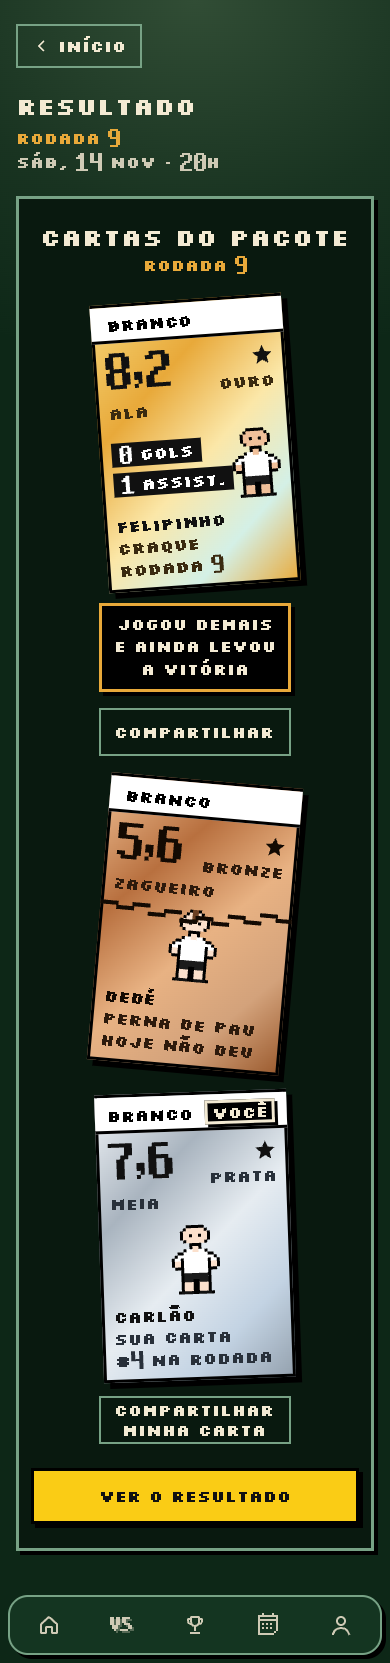 INÍCIO
RESULTADO
RODADA 9
SÁB, 14 NOV · 20H
CARTAS DO PACOTE
RODADA 9
BRANCO
8,2
OURO
ALA
0 GOLS
1 ASSIST.
FELIPINHO
CRAQUE
RODADA 9
JOGOU DEMAIS
E AINDA LEVOU
A VITÓRIA
COMPARTILHAR
BRANCO
5,6
BRONZE
ZAGUEIRO
DEDÉ
PERNA DE PAU
HOJE NÃO DEU
BRANCO VOCÊ
7,6
PRATA
MEIA
CARLÃO
SUA CARTA
#4 NA RODADA
COMPARTILHAR
MINHA CARTA
VER O RESULTADO
VS